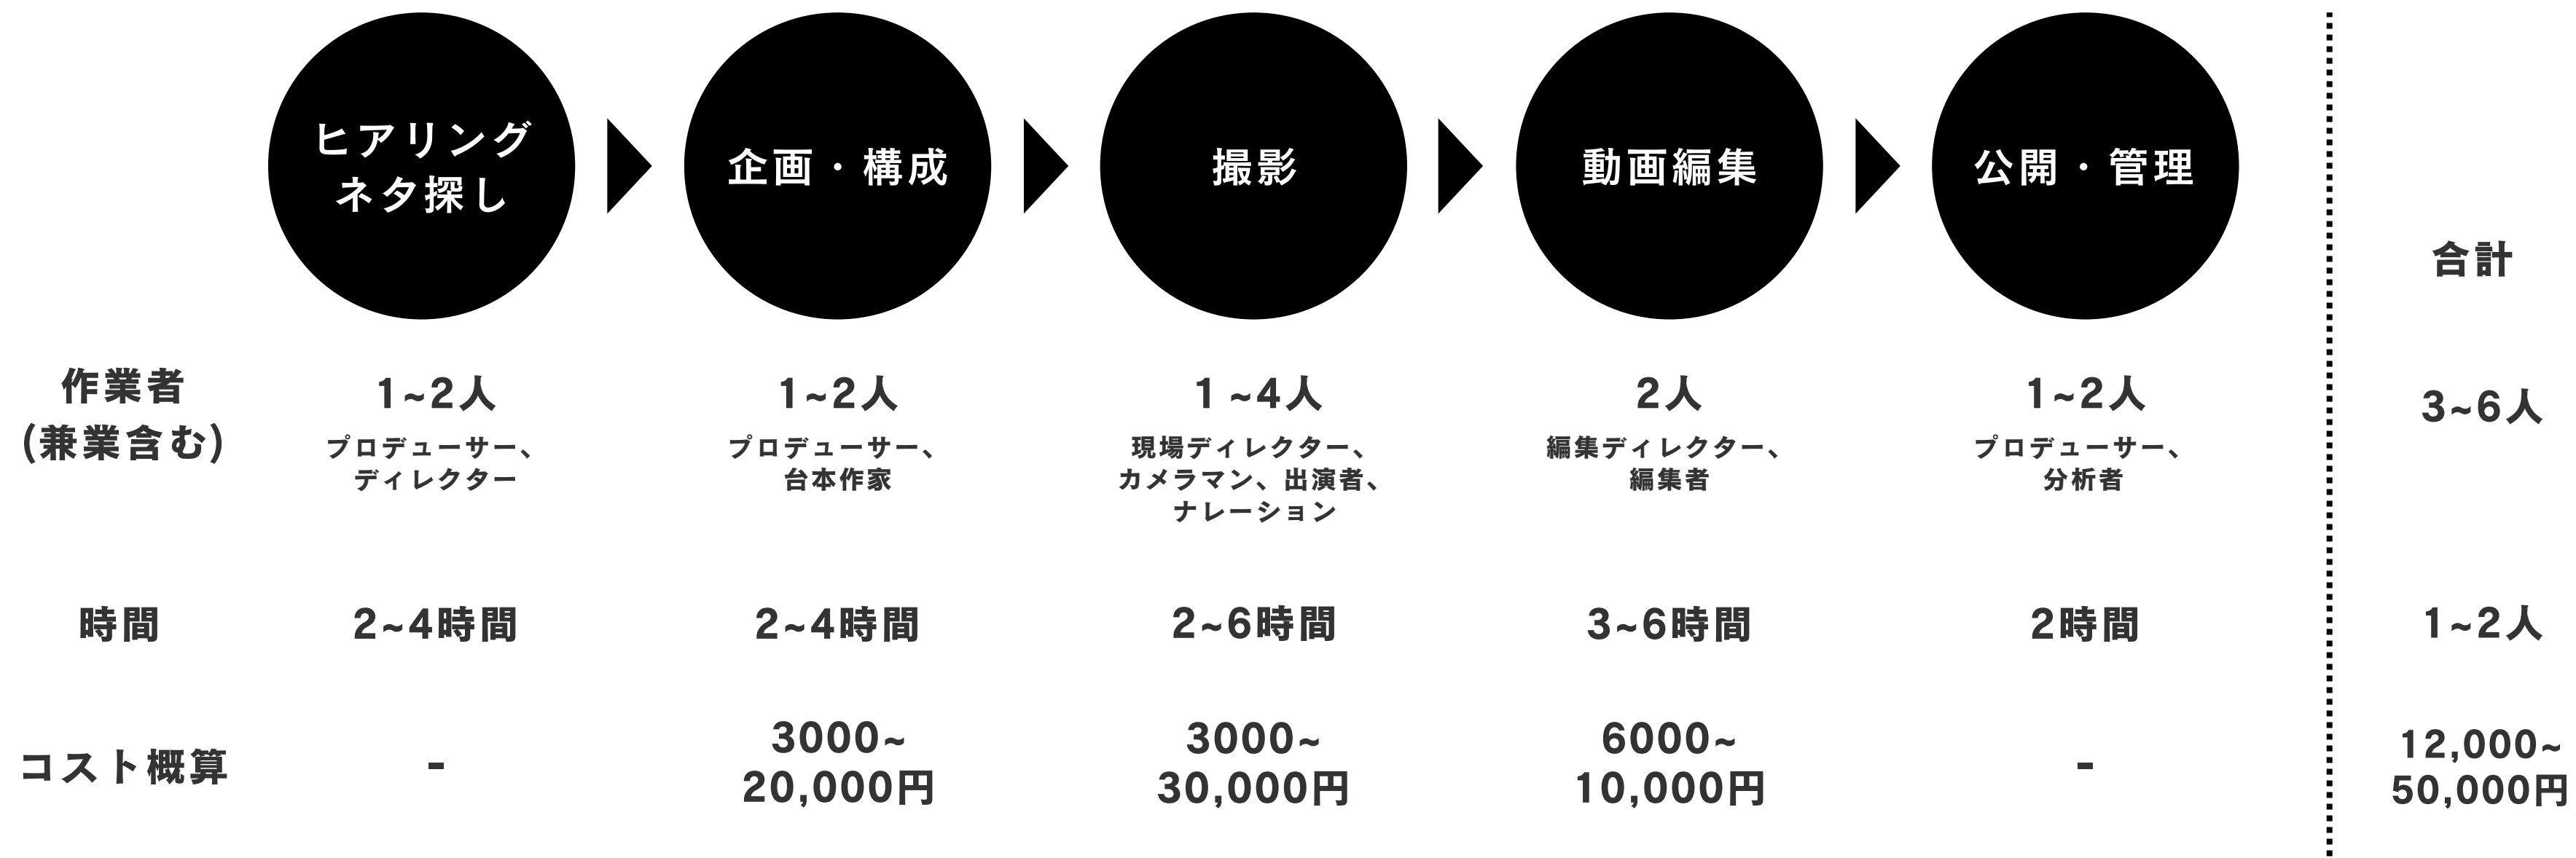 ヒアリング
ネタ探し
企画・構成
撮影
動画編集
公開・管理
合計
作業者
(兼業含む)
1~2人
プロデューサー、
ディレクター
1~2人
プロデューサー、
台本作家
1~4人
現場ディレクター、
カメラマン、出演者、
ナレーション
2人
編集ディレクター、
編集者
1~2人
プロデューサー、
分析者
3~6人
時間
2~4時間
2~4時間
2~6時間
3~6時間
2時間
1~2人
コスト概算
-
3000~
20,000円
3000~
30,000円
6000~
10,000円
-
12,000~
50,000円